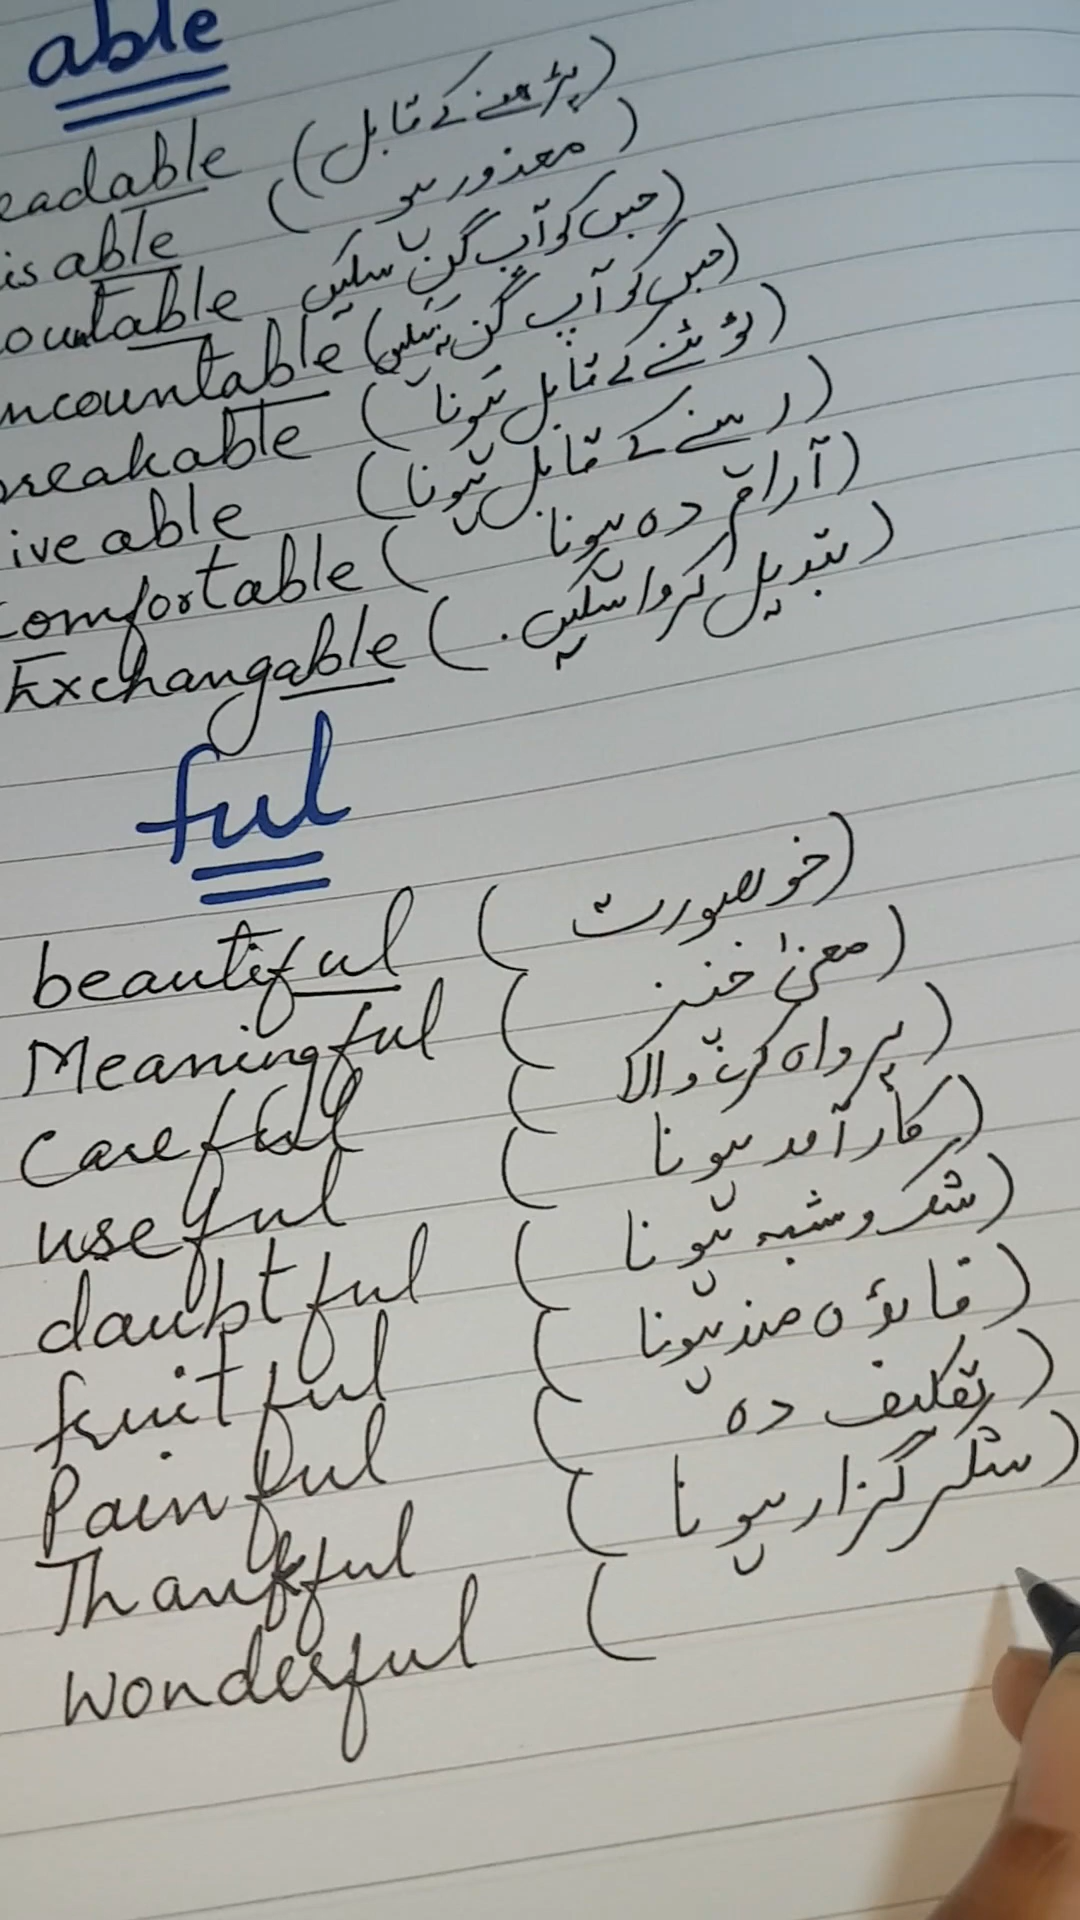 able
eadable (پڑھنے کے قابل)
isable (معذور ہو)
ountable جس کو آپ گن سکیں)
ncountable (جس کو آپ گن نہ سکیں)
reakable (ٹوٹنے کے قابل ہونا)
iveable (رہنے کے قابل ہونا)
comfortable (آرام دہ ہونا)
Exchangable (تبدیل کروا سکیں.)
ful
beautiful (خوبصورت)
Meaningful (معنیٰ خیز)
Careful (پرواہ کرنے والا)
useful (کارآمد ہونا)
daubtful (شک و شبہ ہونا)
fruitful (مند ہونا)
Painful (تکلیف دہ)
Thankful (شکر گزار ہونا)
Wonderful (